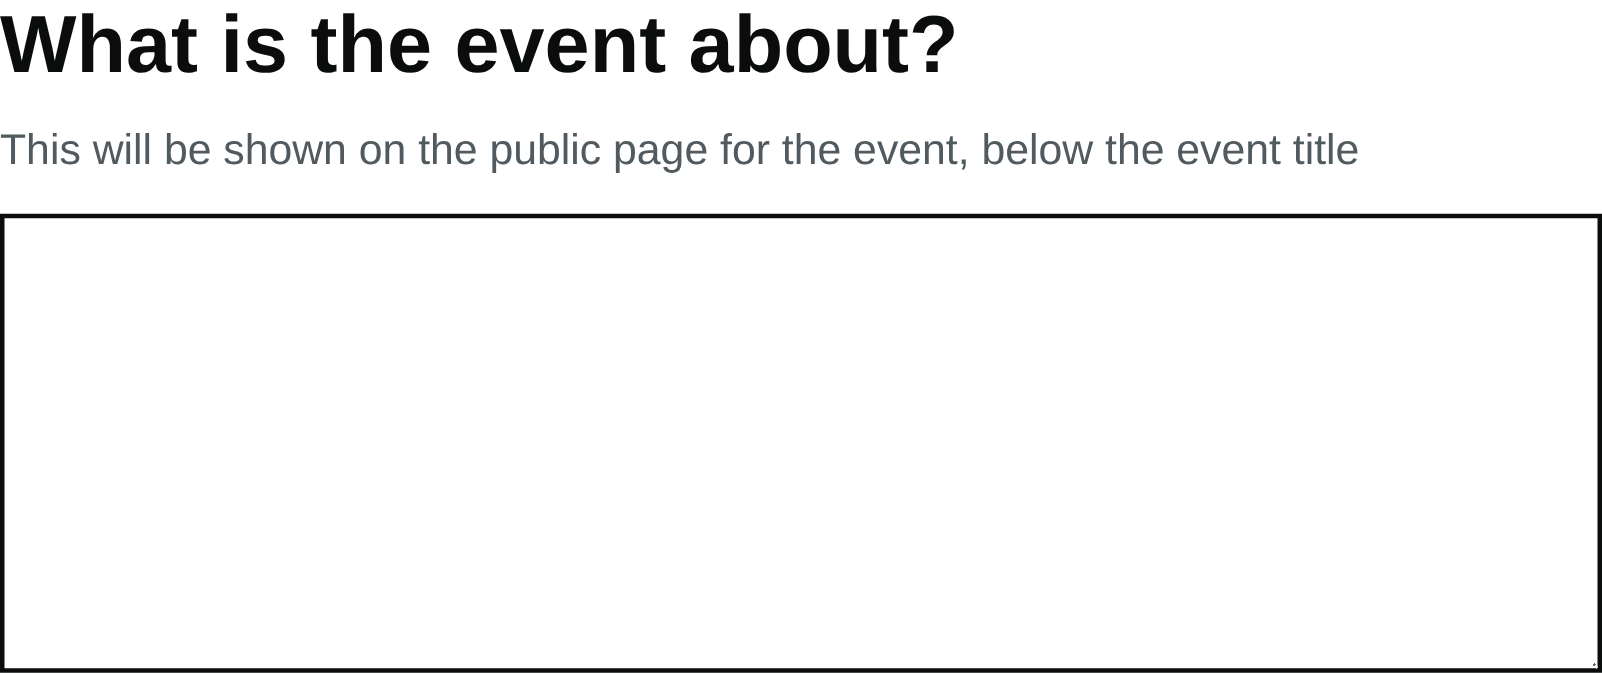 What is the event about?
This will be shown on the public page for the event, below the event title